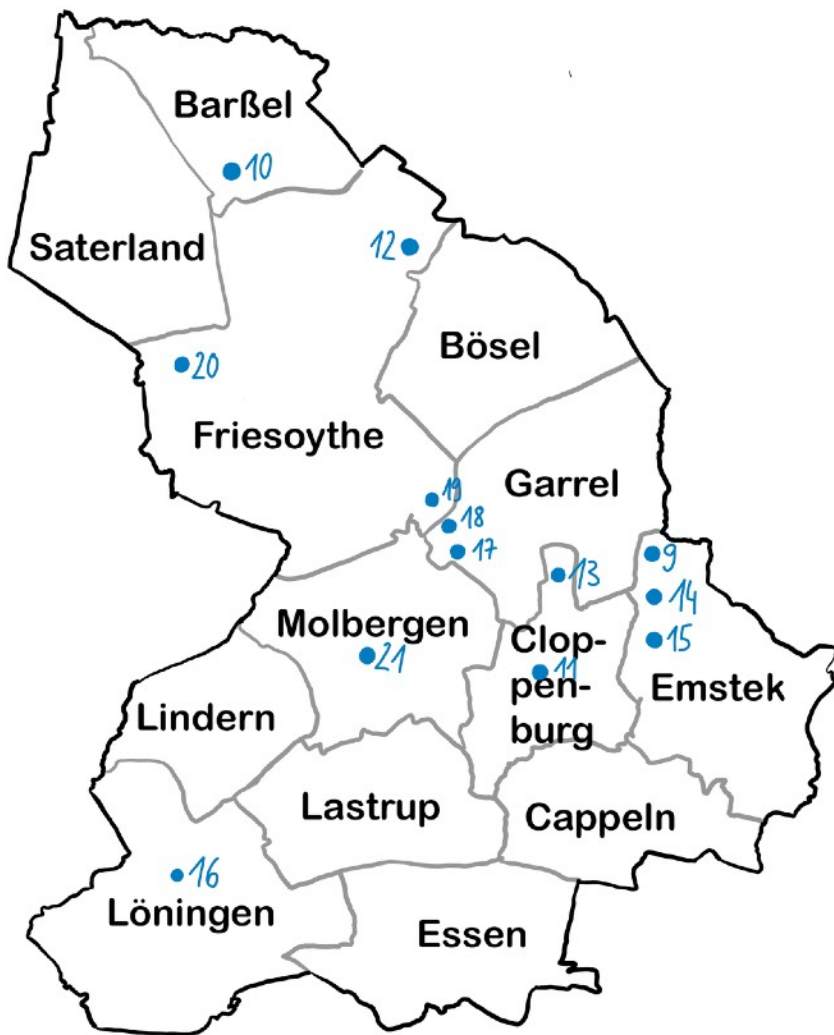 Barßel
10
Saterland
12
Bösel
20
Friesoythe
Garrel
19
18
17
13
9
14
15
Molbergen
21
Clop-
pen-
burg
11
Emstek
Lindern
Lastrup
Cappeln
16
Löningen
Essen